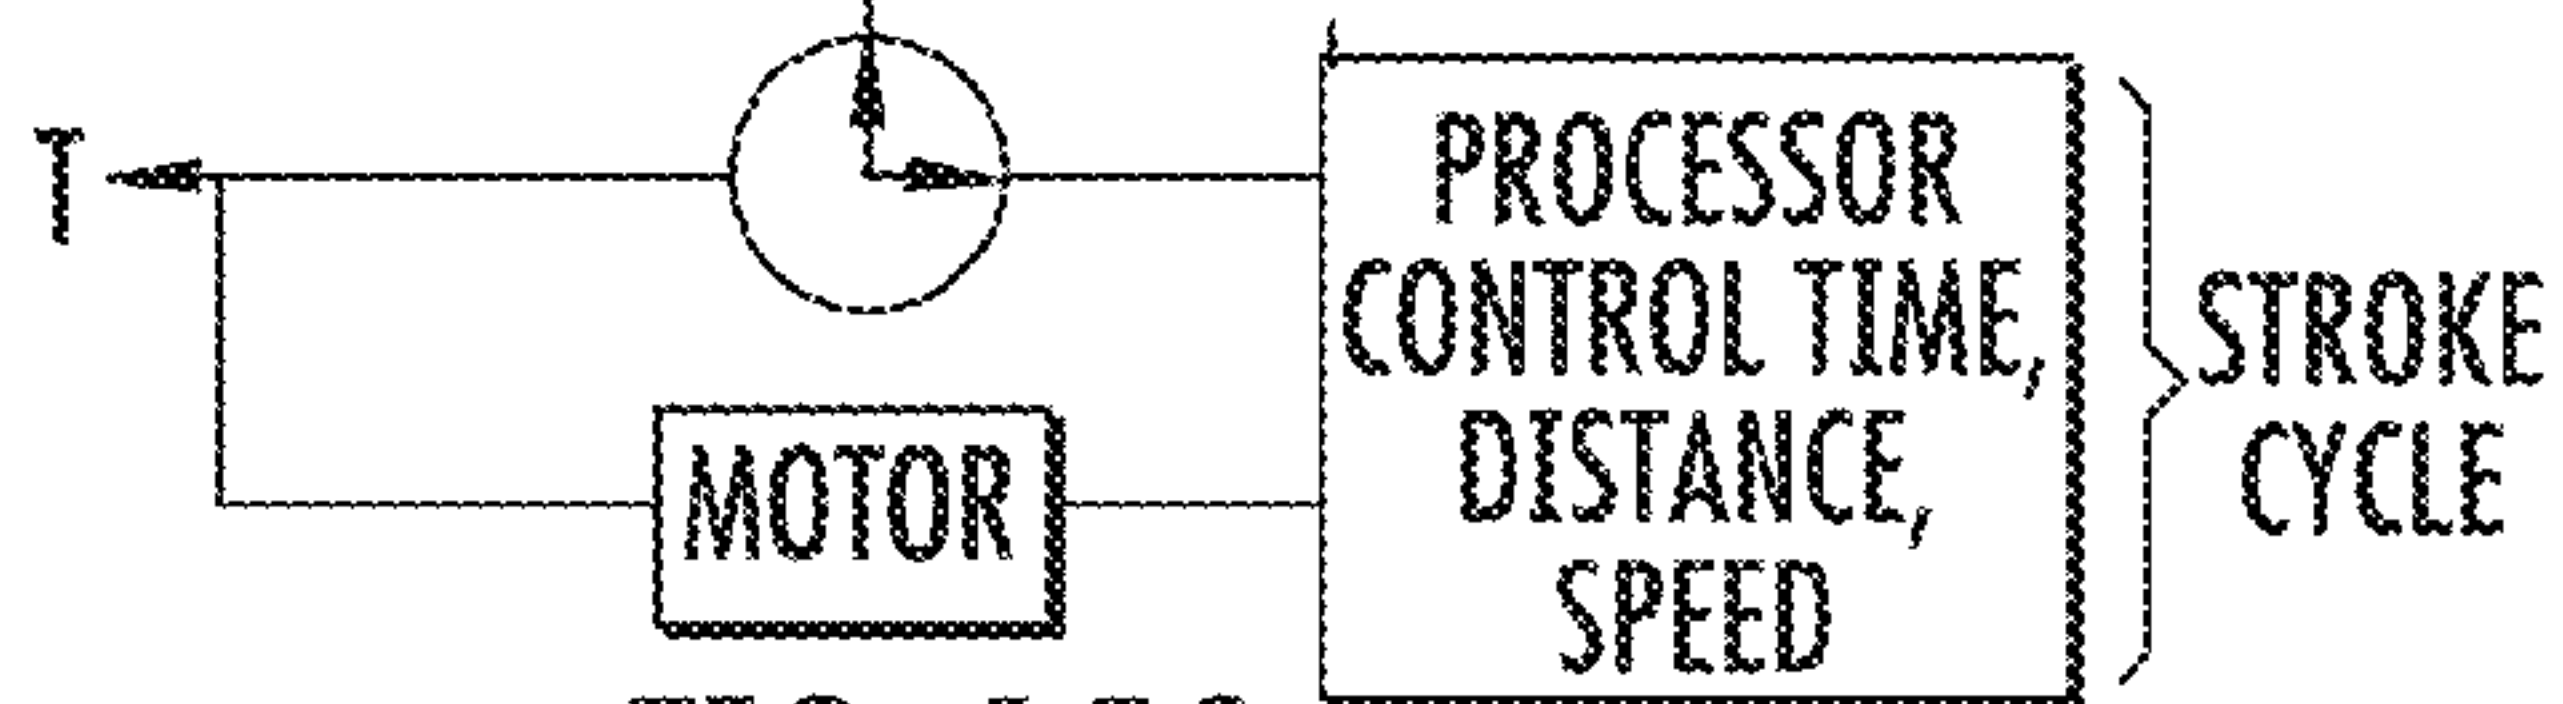 T
PROCESSOR
CONTROL TIME,
DISTANCE,
SPEED
MOTOR
STROKE
CYCLE